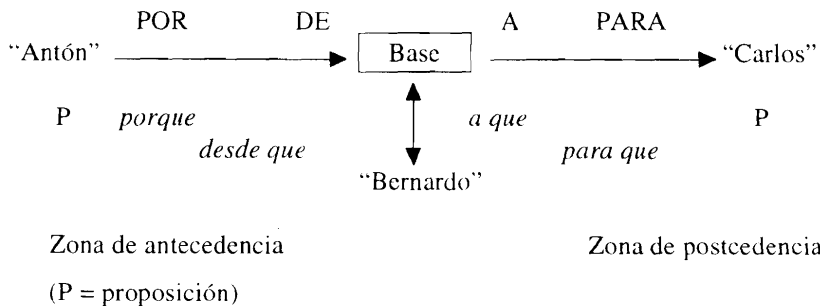 POR DE A PARA
“Antón” Base “Carlos”
P porque a que P
desde que para que
“Bernardo”
Zona de antecedencia Zona de postcedencia
(P = proposición)